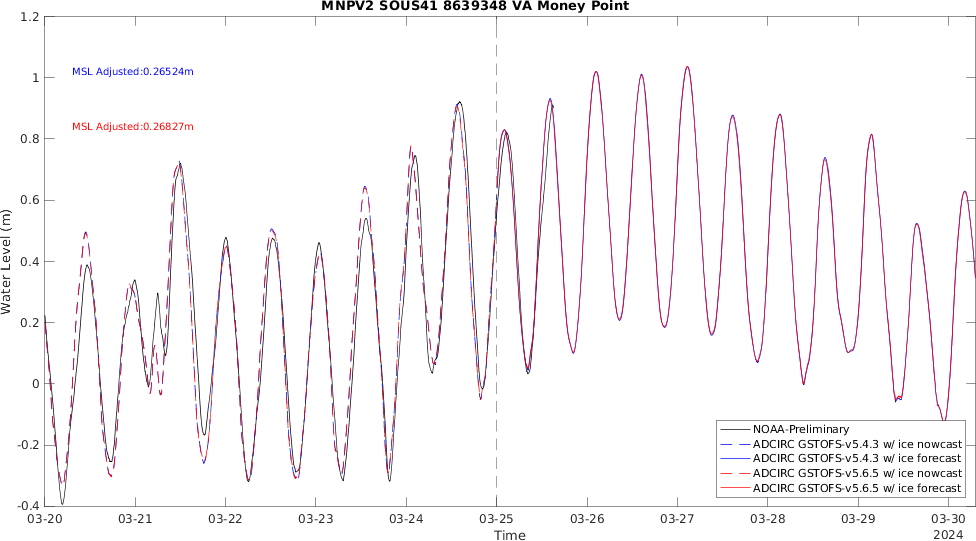 MNPV2 SOUS41 8639348 VA Money Point
1.2
1
0.8
0.6
0.4
0.2
0
-0.2
-0.4
Water Level (m)
MSL Adjusted:0.26524m
MSL Adjusted:0.26827m
NOAA-Preliminary
ADCIRC GSTOFS-v5.4.3 w/ ice nowcast
ADCIRC GSTOFS-v5.4.3 w/ ice forecast
ADCIRC GSTOFS-v5.6.5 w/ ice nowcast
ADCIRC GSTOFS-v5.6.5 w/ ice forecast
03-20 03-21 03-22 03-23 03-24 03-25 03-26 03-27 03-28 03-29 03-30
Time 2024